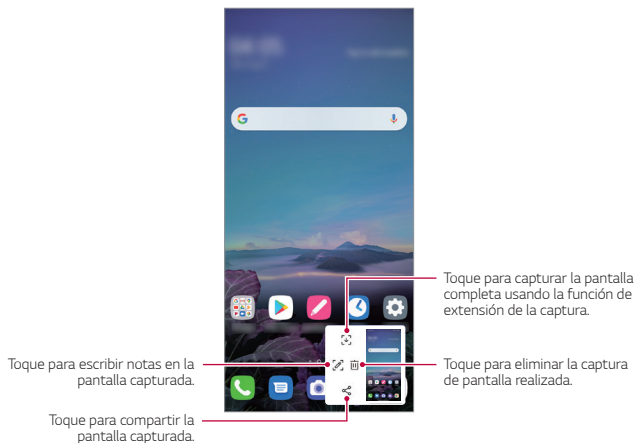 Toque para capturar la pantalla
completa usando la función de
extensión de la captura.
Toque para escribir notas en la
pantalla capturada.
Toque para eliminar la captura
de pantalla realizada.
Toque para compartir la
pantalla capturada.